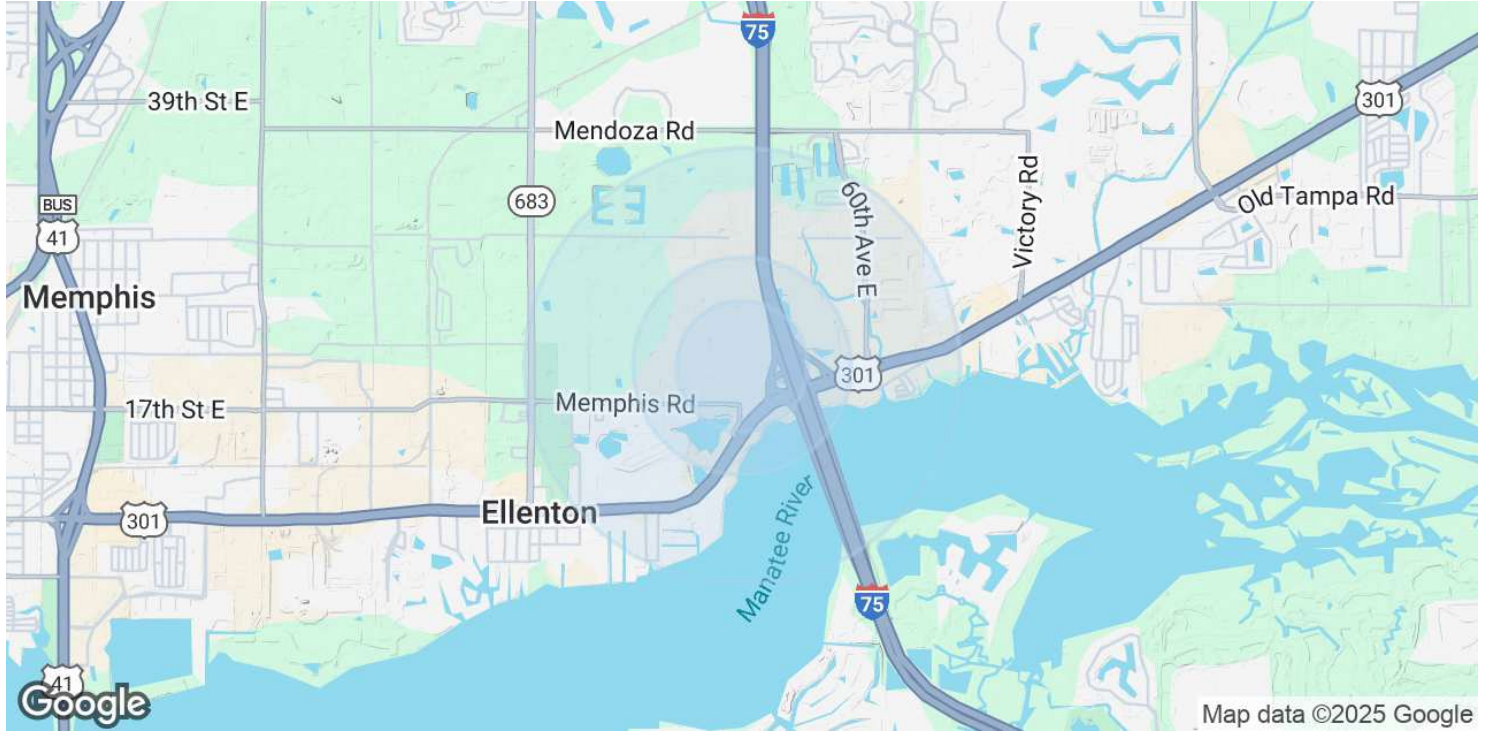 75
301
39th St E
Mendoza Rd
683
60th Ave E
Old Tampa Rd
BUS
41
Victory Rd
Memphis
301
17th St E
Memphis Rd
Ellenton
301
Manatee River
75
41
Google
Map data ©2025 Google